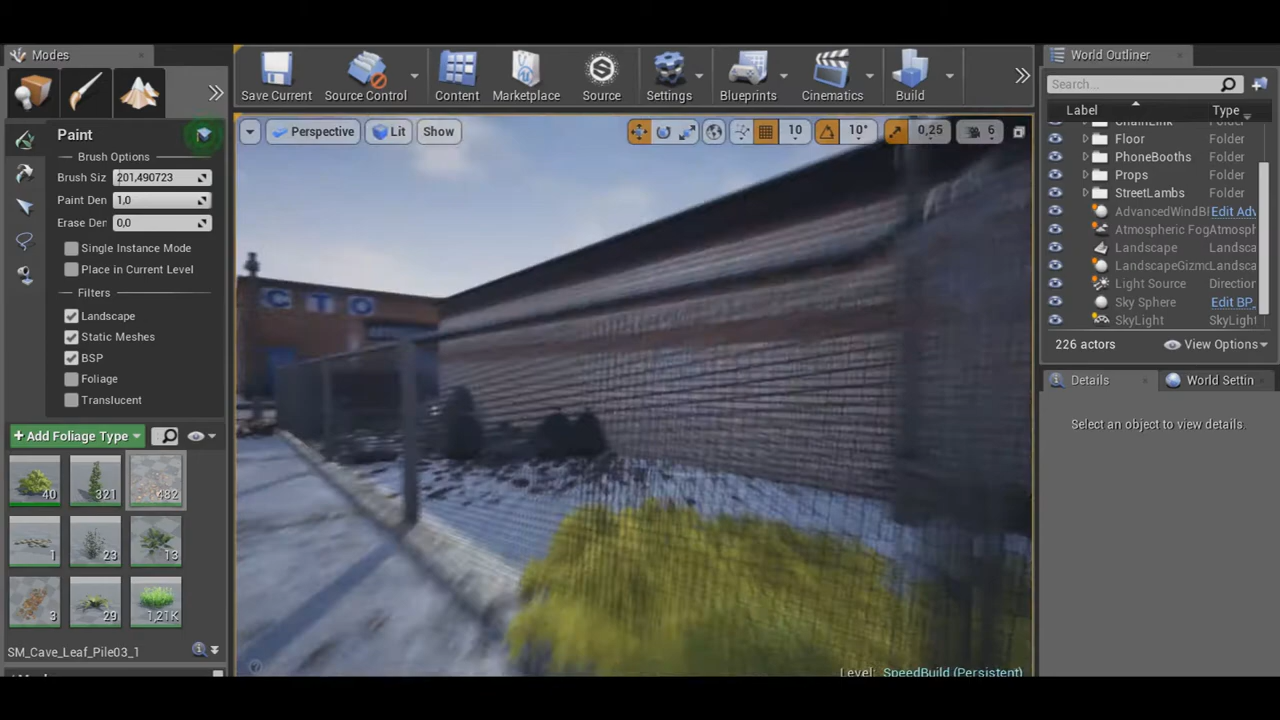 Modes
Save Current
Source Control
Content
Marketplace
Source
Settings
Blueprints
Cinematics
Build
World Outliner
Search...
Label
Type
Paint
Brush Options
Brush Siz 201,490723
Paint Den 1,0
Erase Der 0,0
Single Instance Mode
Place in Current Level
Filters
Landscape
Static Meshes
BSP
Foliage
Translucent
Add Foliage Type
40
321
482
1
23
13
3
29
1,21K
SM_Cave_Leaf_Pile03_1
Perspective
Lit
Show
10
10°
0,25
6
СТО
Level: SpeedBuild (Persistent)
ChainLink
Floor Folder
PhoneBooths Folder
Props Folder
StreetLambs Folder
AdvancedWindBl Edit Adv
Atmospheric Fog Atmosph
Landscape Landsca
LandscapeGizmo Landsca
Light Source Direction
Sky Sphere Edit BP_
SkyLight SkyLight
226 actors
View Options
Details
World Settin
Select an object to view details.